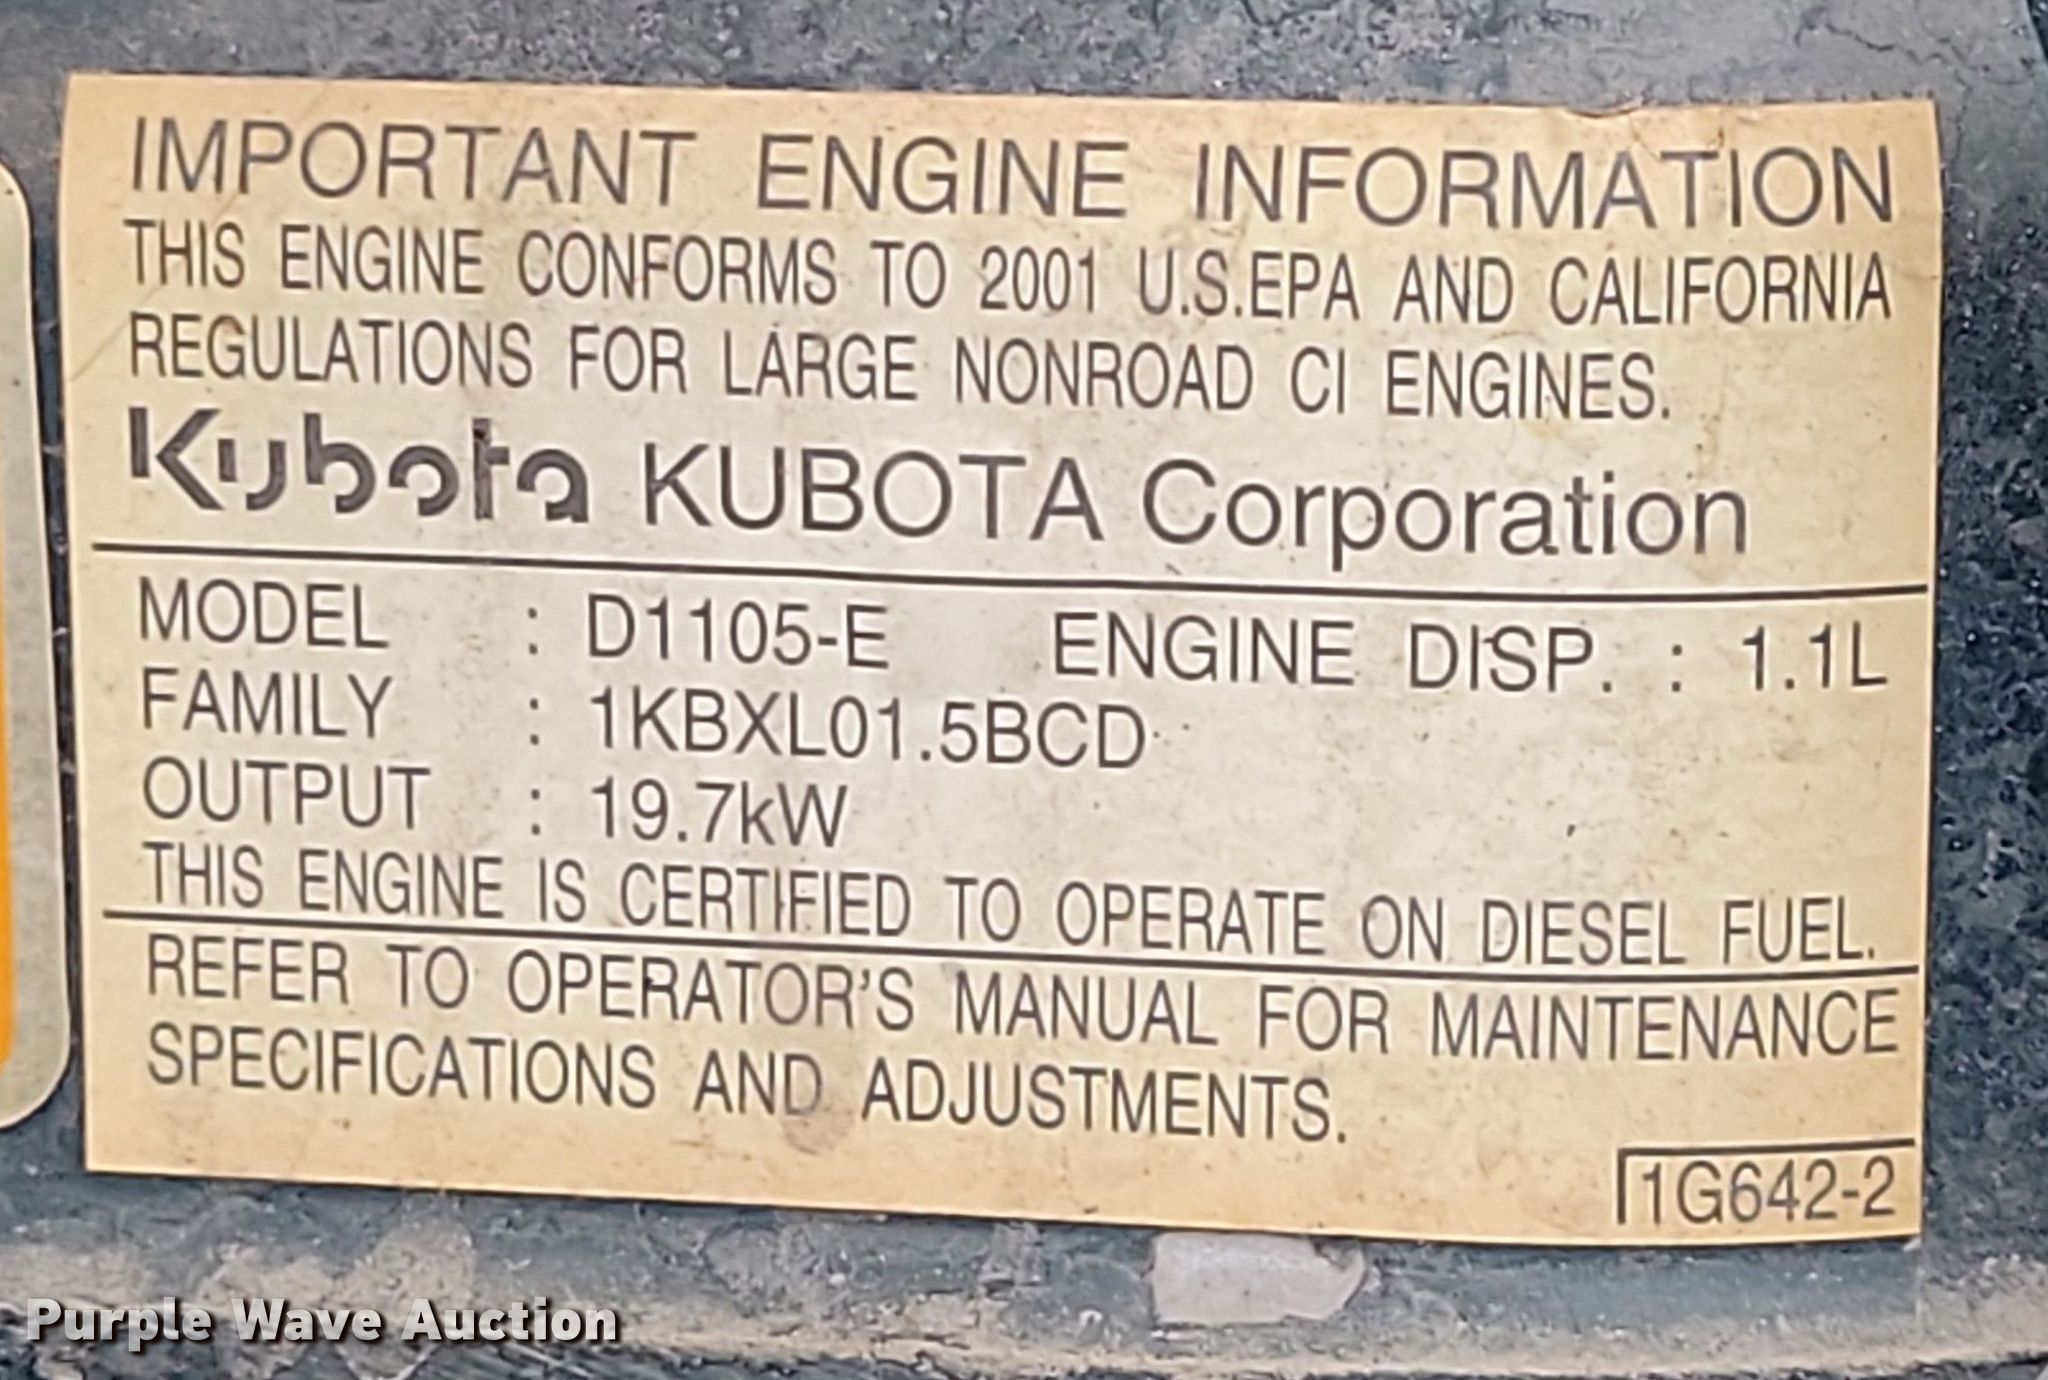 IMPORTANT ENGINE INFORMATION
THIS ENGINE CONFORMS TO 2001 U.S.EPA AND CALIFORNIA
REGULATIONS FOR LARGE NONROAD CI ENGINES.
Kubota KUBOTA Corporation
MODEL : D1105-E ENGINE DISP. : 1.1L
FAMILY : 1KBXL01.5BCD
OUTPUT : 19.7kW
THIS ENGINE IS CERTIFIED TO OPERATE ON DIESEL FUEL.
REFER TO OPERATOR'S MANUAL FOR MAINTENANCE
SPECIFICATIONS AND ADJUSTMENTS.
1G642-2
Purple Wave Auction